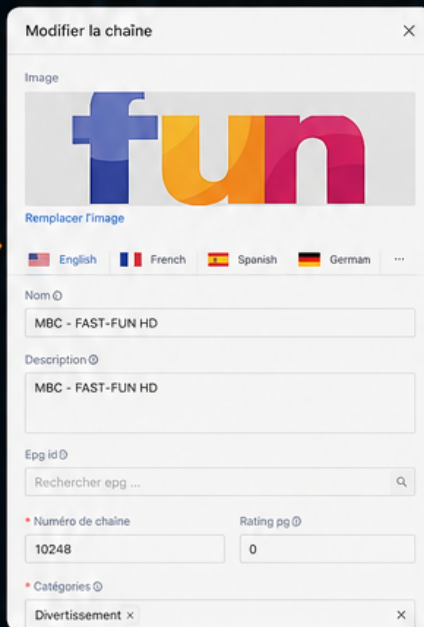 Modifier la chaîne ×
Image
fun
Remplacer l'image
English French Spanish Germam ...
Nom
MBC - FAST-FUN HD
Description
MBC - FAST-FUN HD
Epg id
Rechercher epg ...
* Numéro de chaîne Rating pg
10248 0
* Catégories
Divertissement × ×